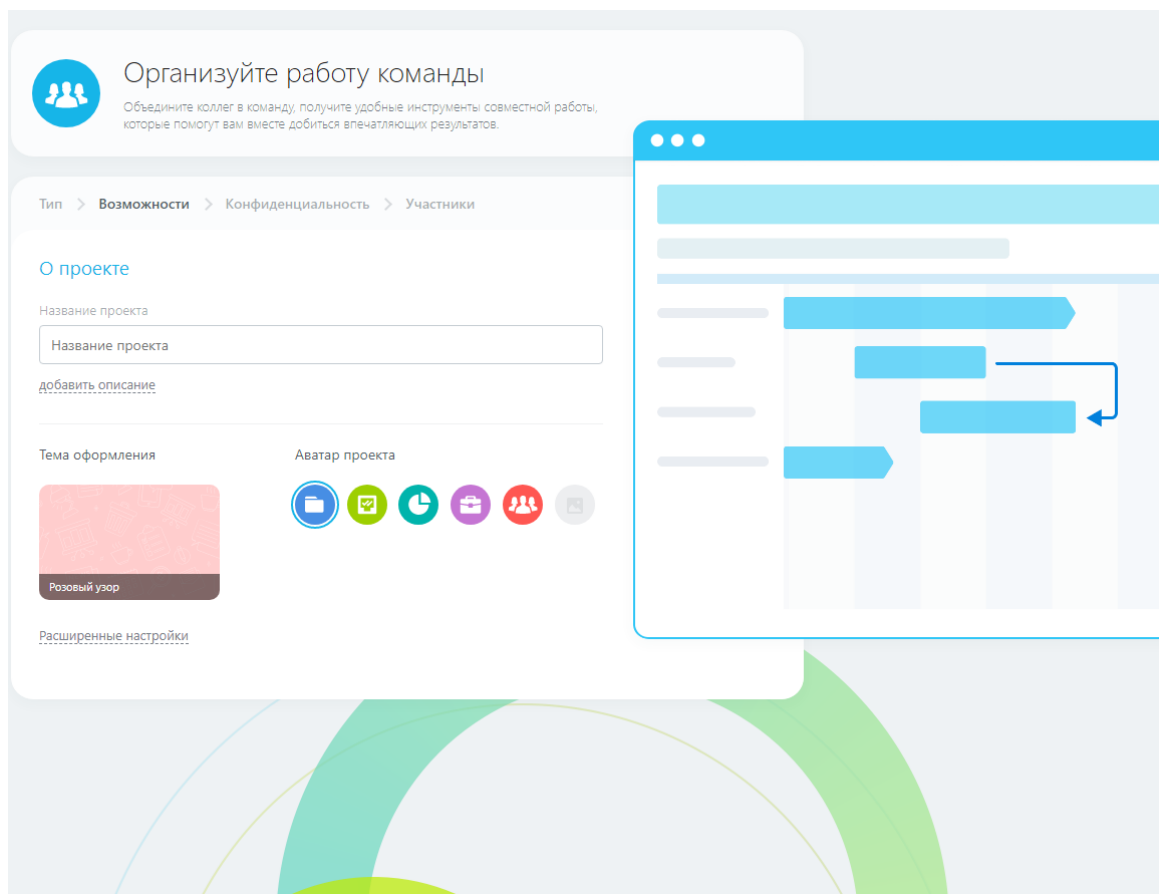 Организуйте работу команды
Объедините коллег в команду, получите удобные инструменты совместной работы,
которые помогут вам вместе добиться впечатляющих результатов.
Тип > Возможности > Конфиденциальность > Участники
О проекте
Название проекта
Название проекта
добавить описание
Тема оформления
Аватар проекта
Розовый узор
Расширенные настройки